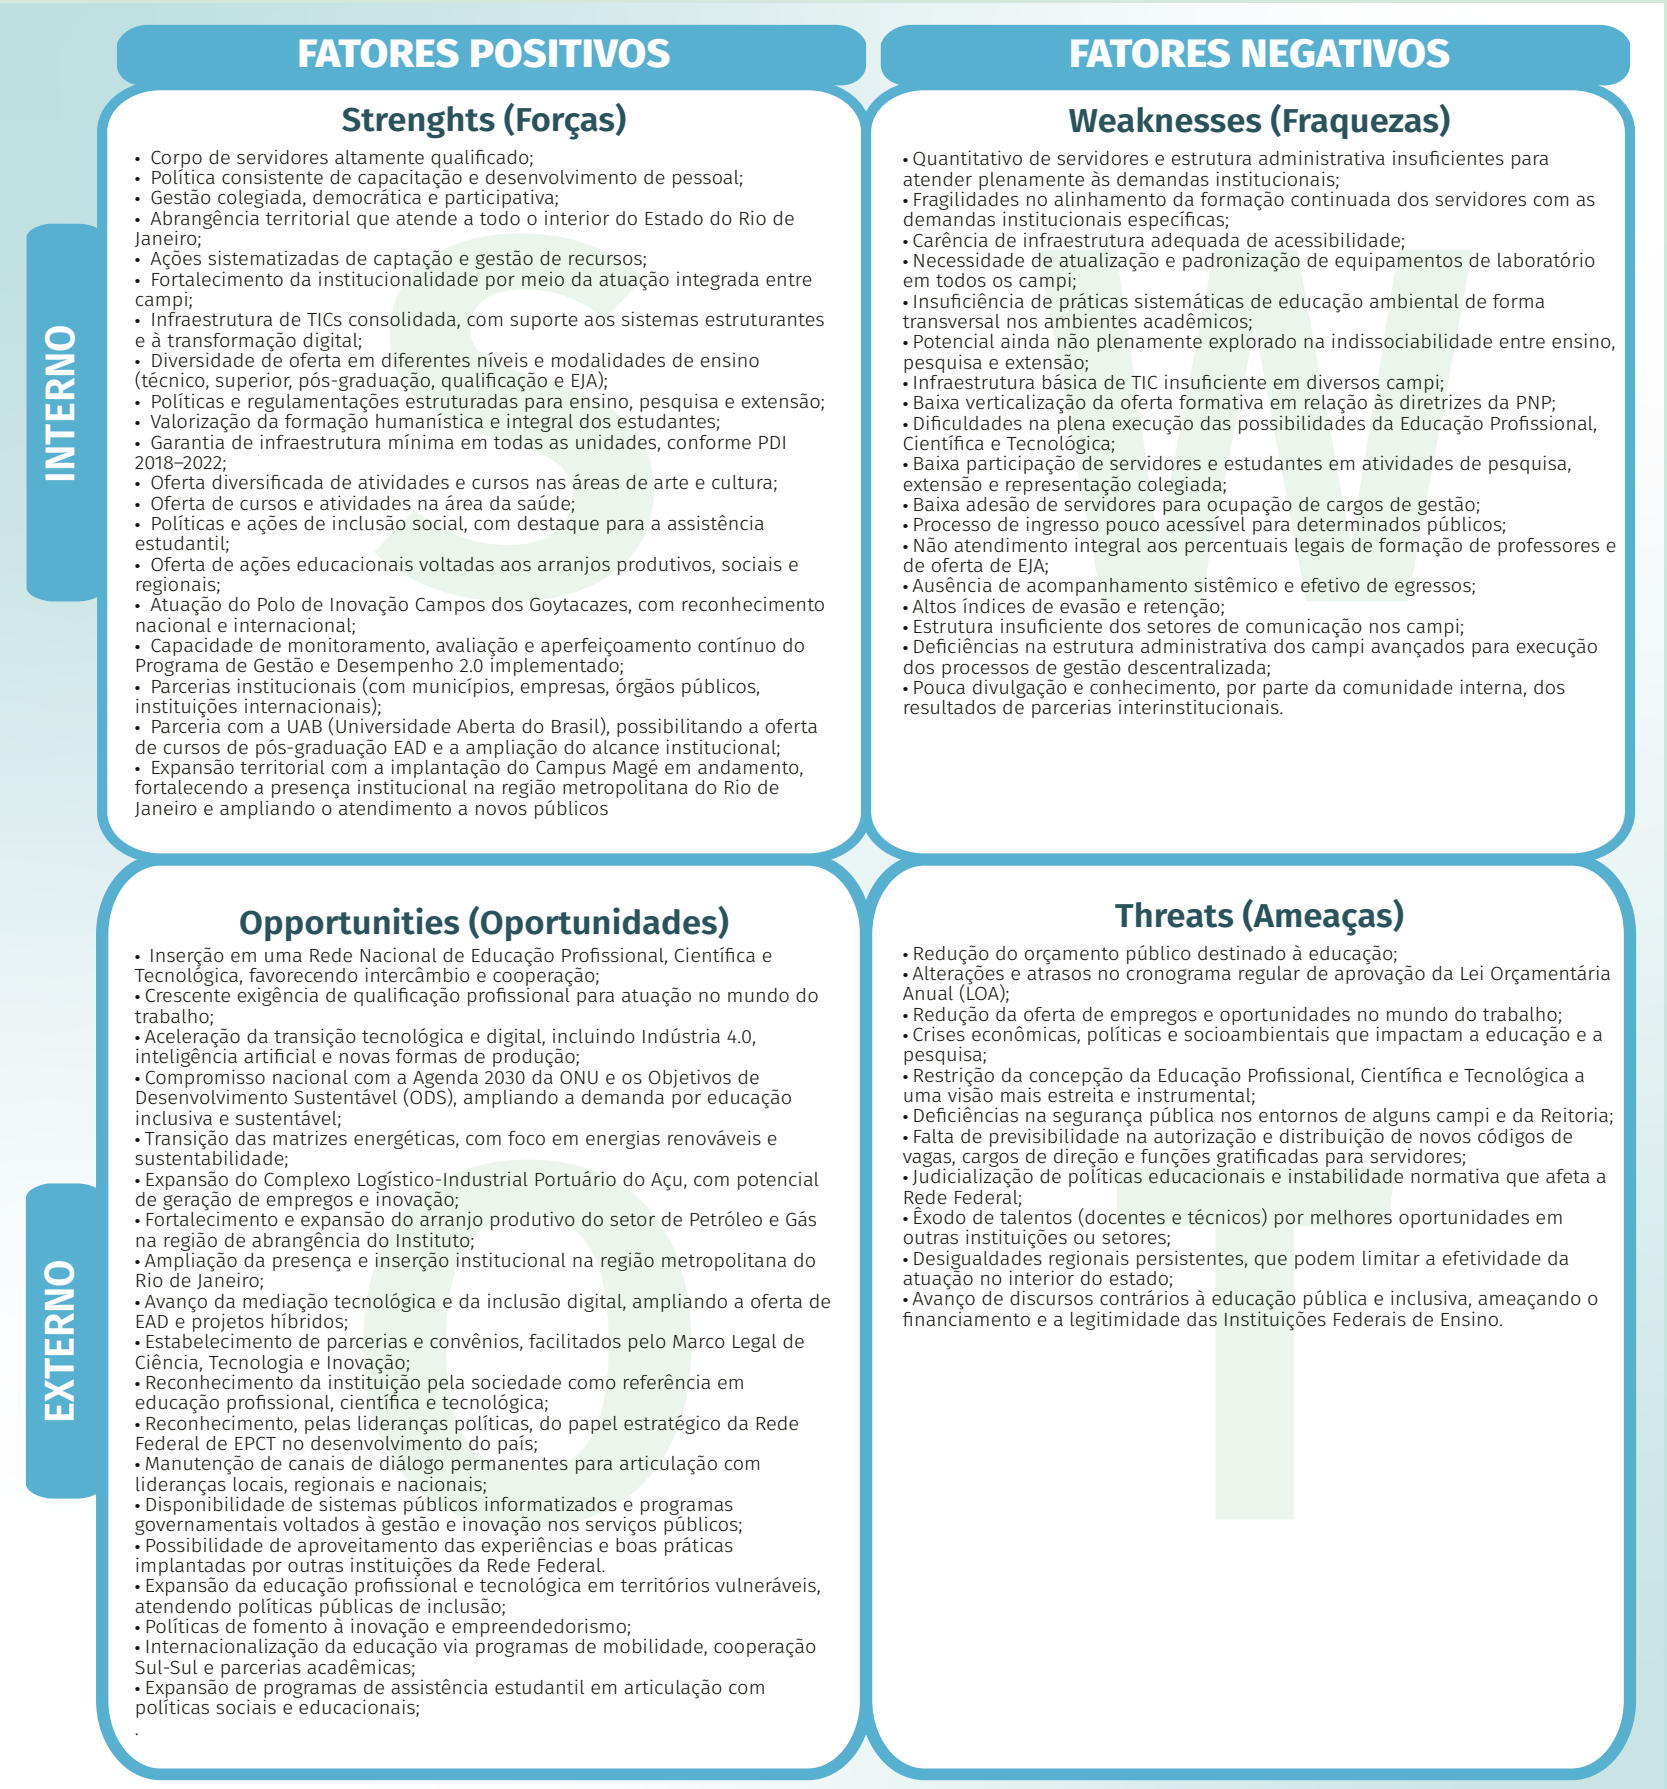 FATORES POSITIVOS
FATORES NEGATIVOS
INTERNO
Strenghts (Forças)
• Corpo de servidores altamente qualificado;
• Política consistente de capacitação e desenvolvimento de pessoal;
• Gestão colegiada, democrática e participativa;
• Abrangência territorial que atende a todo o interior do Estado do Rio de
Janeiro;
• Ações sistematizadas de captação e gestão de recursos;
• Fortalecimento da institucionalidade por meio da atuação integrada entre
campi;
• Infraestrutura de TICs consolidada, com suporte aos sistemas estruturantes
e à transformação digital;
• Diversidade de oferta em diferentes níveis e modalidades de ensino
(técnico, superior, pós-graduação, qualificação e EJA);
• Políticas e regulamentações estruturadas para ensino, pesquisa e extensão;
• Valorização da formação humanística e integral dos estudantes;
• Garantia de infraestrutura mínima em todas as unidades, conforme PDI
2018–2022;
• Oferta diversificada de atividades e cursos nas áreas de arte e cultura;
• Oferta de cursos e atividades na área da saúde;
• Políticas e ações de inclusão social, com destaque para a assistência
estudantil;
• Oferta de ações educacionais voltadas aos arranjos produtivos, sociais e
regionais;
• Atuação do Polo de Inovação Campos dos Goytacazes, com reconhecimento
nacional e internacional;
• Capacidade de monitoramento, avaliação e aperfeiçoamento contínuo do
Programa de Gestão e Desempenho 2.0 implementado;
• Parcerias institucionais (com municípios, empresas, órgãos públicos,
instituições internacionais);
• Parceria com a UAB (Universidade Aberta do Brasil), possibilitando a oferta
de cursos de pós-graduação EAD e a ampliação do alcance institucional;
• Expansão territorial com a implantação do Campus Magé em andamento,
fortalecendo a presença institucional na região metropolitana do Rio de
Janeiro e ampliando o atendimento a novos públicos
S
Weaknesses (Fraquezas)
• Quantitativo de servidores e estrutura administrativa insuficientes para
atender plenamente às demandas institucionais;
• Fragilidades no alinhamento da formação continuada dos servidores com as
demandas institucionais específicas;
• Carência de infraestrutura adequada de acessibilidade;
• Necessidade de atualização e padronização de equipamentos de laboratório
em todos os campi;
• Insuficiência de práticas sistemáticas de educação ambiental de forma
transversal nos ambientes acadêmicos;
• Potencial ainda não plenamente explorado na indissociabilidade entre ensino,
pesquisa e extensão;
• Infraestrutura básica de TIC insuficiente em diversos campi;
• Baixa verticalização da oferta formativa em relação às diretrizes da PNP;
• Dificuldades na plena execução das possibilidades da Educação Profissional,
Científica e Tecnológica;
• Baixa participação de servidores e estudantes em atividades de pesquisa,
extensão e representação colegiada;
• Baixa adesão de servidores para ocupação de cargos de gestão;
• Processo de ingresso pouco acessível para determinados públicos;
• Não atendimento integral aos percentuais legais de formação de professores e
de oferta de EJA;
• Ausência de acompanhamento sistêmico e efetivo de egressos;
• Altos índices de evasão e retenção;
• Estrutura insuficiente dos setores de comunicação nos campi;
• Deficiências na estrutura administrativa dos campi avançados para execução
dos processos de gestão descentralizada;
• Pouca divulgação e conhecimento, por parte da comunidade interna, dos
resultados de parcerias interinstitucionais.
W
EXTERNO
Opportunities (Oportunidades)
• Inserção em uma Rede Nacional de Educação Profissional, Científica e
Tecnológica, favorecendo intercâmbio e cooperação;
• Crescente exigência de qualificação profissional para atuação no mundo do
trabalho;
• Aceleração da transição tecnológica e digital, incluindo Indústria 4.0,
inteligência artificial e novas formas de produção;
• Compromisso nacional com a Agenda 2030 da ONU e os Objetivos de
Desenvolvimento Sustentável (ODS), ampliando a demanda por educação
inclusiva e sustentável;
• Transição das matrizes energéticas, com foco em energias renováveis e
sustentabilidade;
• Expansão do Complexo Logístico-Industrial Portuário do Açu, com potencial
de geração de empregos e inovação;
• Fortalecimento e expansão do arranjo produtivo do setor de Petróleo e Gás
na região de abrangência do Instituto;
• Ampliação da presença e inserção institucional na região metropolitana do
Rio de Janeiro;
• Avanço da mediação tecnológica e da inclusão digital, ampliando a oferta de
EAD e projetos híbridos;
• Estabelecimento de parcerias e convênios, facilitados pelo Marco Legal de
Ciência, Tecnologia e Inovação;
• Reconhecimento da instituição pela sociedade como referência em
educação profissional, científica e tecnológica;
• Reconhecimento, pelas lideranças políticas, do papel estratégico da Rede
Federal de EPCT no desenvolvimento do país;
• Manutenção de canais de diálogo permanentes para articulação com
lideranças locais, regionais e nacionais;
• Disponibilidade de sistemas públicos informatizados e programas
governamentais voltados à gestão e inovação nos serviços públicos;
• Possibilidade de aproveitamento das experiências e boas práticas
implantadas por outras instituições da Rede Federal.
• Expansão da educação profissional e tecnológica em territórios vulneráveis,
atendendo políticas públicas de inclusão;
• Políticas de fomento à inovação e empreendedorismo;
• Internacionalização da educação via programas de mobilidade, cooperação
Sul-Sul e parcerias acadêmicas;
• Expansão de programas de assistência estudantil em articulação com
políticas sociais e educacionais;
.
O
Threats (Ameaças)
• Redução do orçamento público destinado à educação;
• Alterações e atrasos no cronograma regular de aprovação da Lei Orçamentária
Anual (LOA);
• Redução da oferta de empregos e oportunidades no mundo do trabalho;
• Crises econômicas, políticas e socioambientais que impactam a educação e a
pesquisa;
• Restrição da concepção da Educação Profissional, Científica e Tecnológica a
uma visão mais estreita e instrumental;
• Deficiências na segurança pública nos entornos de alguns campi e da Reitoria;
• Falta de previsibilidade na autorização e distribuição de novos códigos de
vagas, cargos de direção e funções gratificadas para servidores;
• Judicialização de políticas educacionais e instabilidade normativa que afeta a
Rede Federal;
• Êxodo de talentos (docentes e técnicos) por melhores oportunidades em
outras instituições ou setores;
• Desigualdades regionais persistentes, que podem limitar a efetividade da
atuação no interior do estado;
• Avanço de discursos contrários à educação pública e inclusiva, ameaçando o
financiamento e a legitimidade das Instituições Federais de Ensino.
T